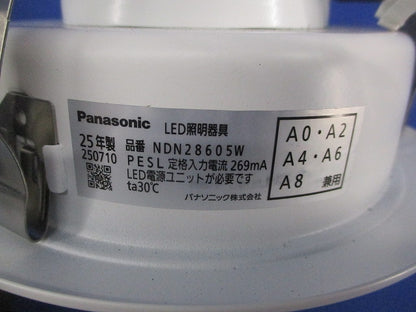 Panasonic LED照明器具
25年製 品番 NDN28605W
250710 PESL 定格入力電流 269mA
LED電源ユニットが必要です
ta30℃
パナソニック株式会社
A0・A2
A4・A6
A8 兼用